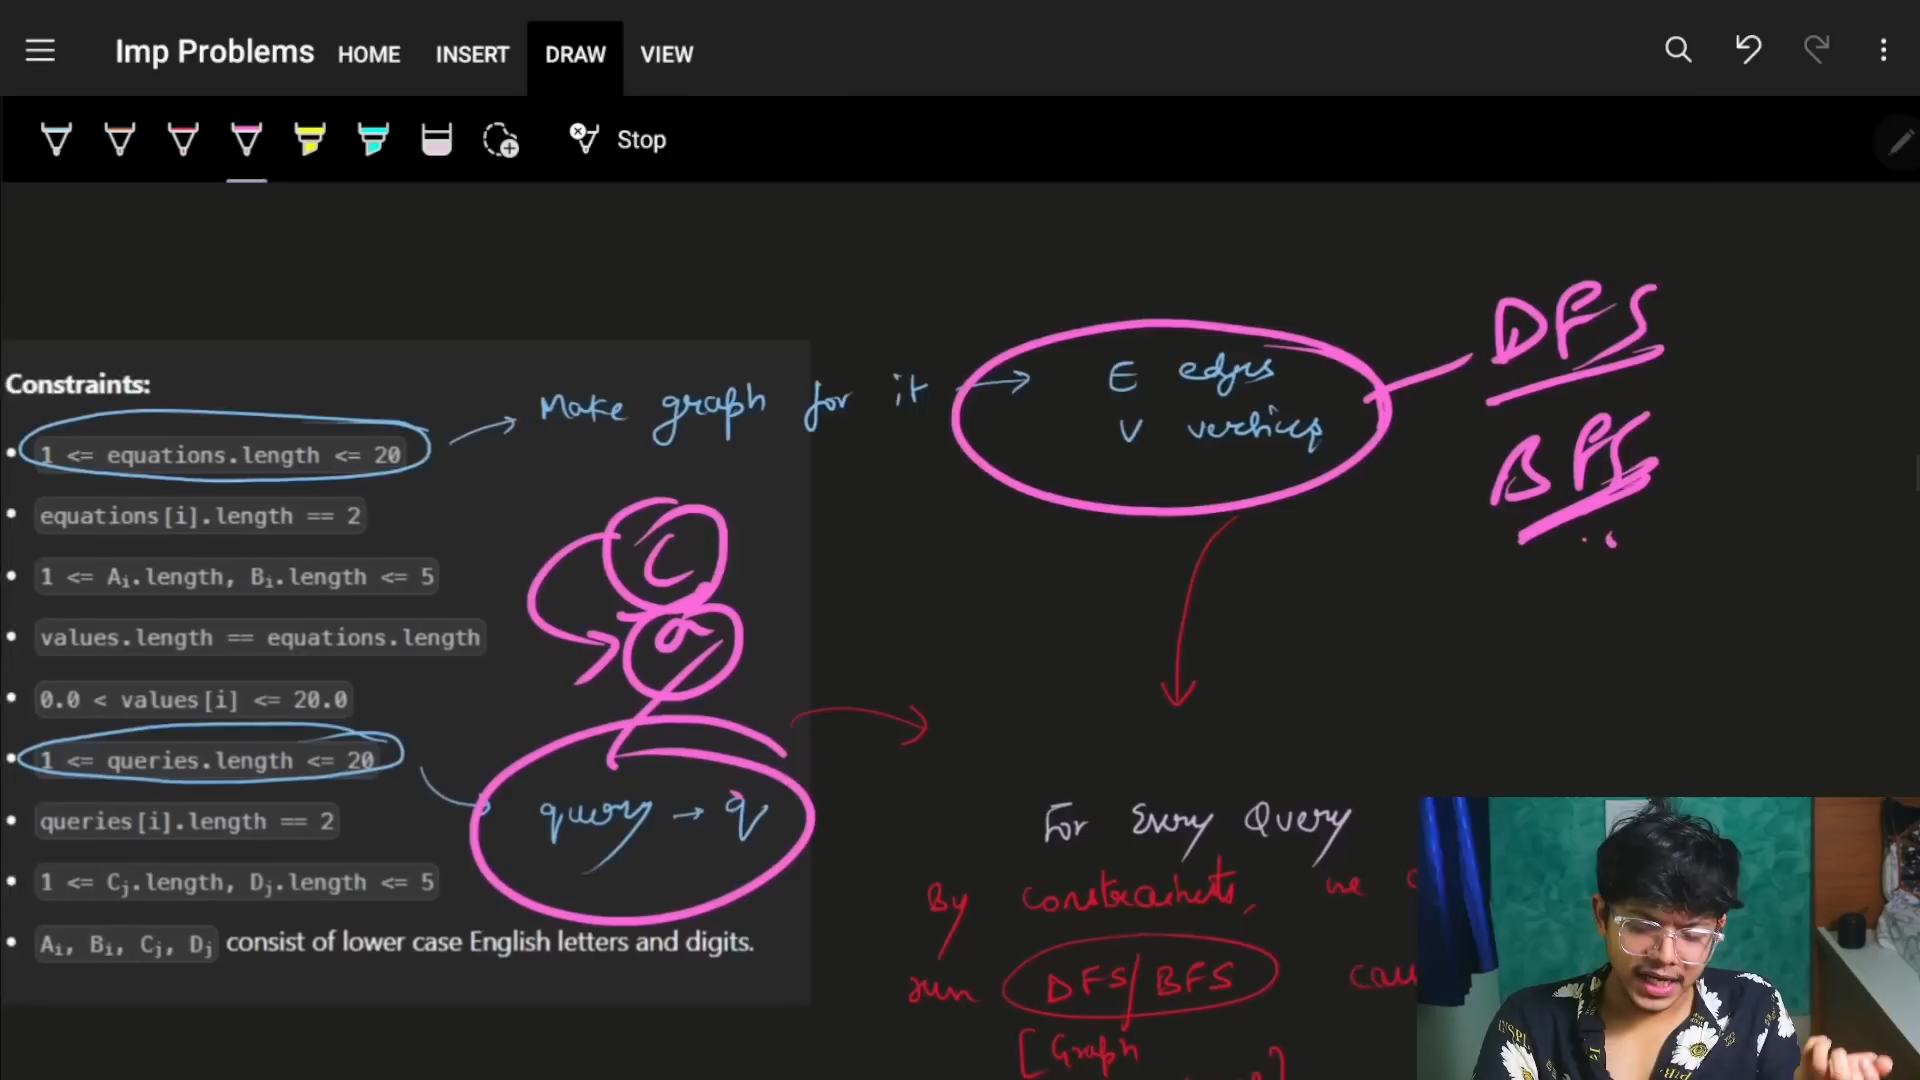 Imp Problems HOME INSERT DRAW VIEW
Stop
Constraints:
1 <= equations.length <= 20
equations[i].length == 2
1 <= Ai.length, Bi.length <= 5
values.length == equations.length
0.0 < values[i] <= 20.0
1 <= queries.length <= 20
queries[i].length == 2
1 <= Cj.length, Dj.length <= 5
Ai, Bi, Cj, Dj consist of lower case English letters and digits.
Make graph for it →
E edges
V vertices
DFS
BFS
C
a
query → q
For Every Query
By constraints, we
run DFS/BFS
[Graph